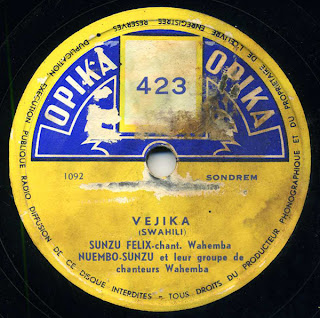 ENREGISTRÉE RÉSERVÉS - TOUS DROITS DU PRODUCTEUR PHONOGRAPHIQUE ET DU PROPRIETAIRE DE L'ŒUVRE
DUPLICATION - EXÉCUTION PUBLIQUE RADIO DIFFUSION DE CE DISQUE INTERDITES
OPIKA
423
OPIKA
1092
SONDREM
VEJIKA
(SWAHILI)
SUNZU FELIX-chant. Wahemba
NUEMBO-SUNZU et leur groupe de
chanteurs Wahemba